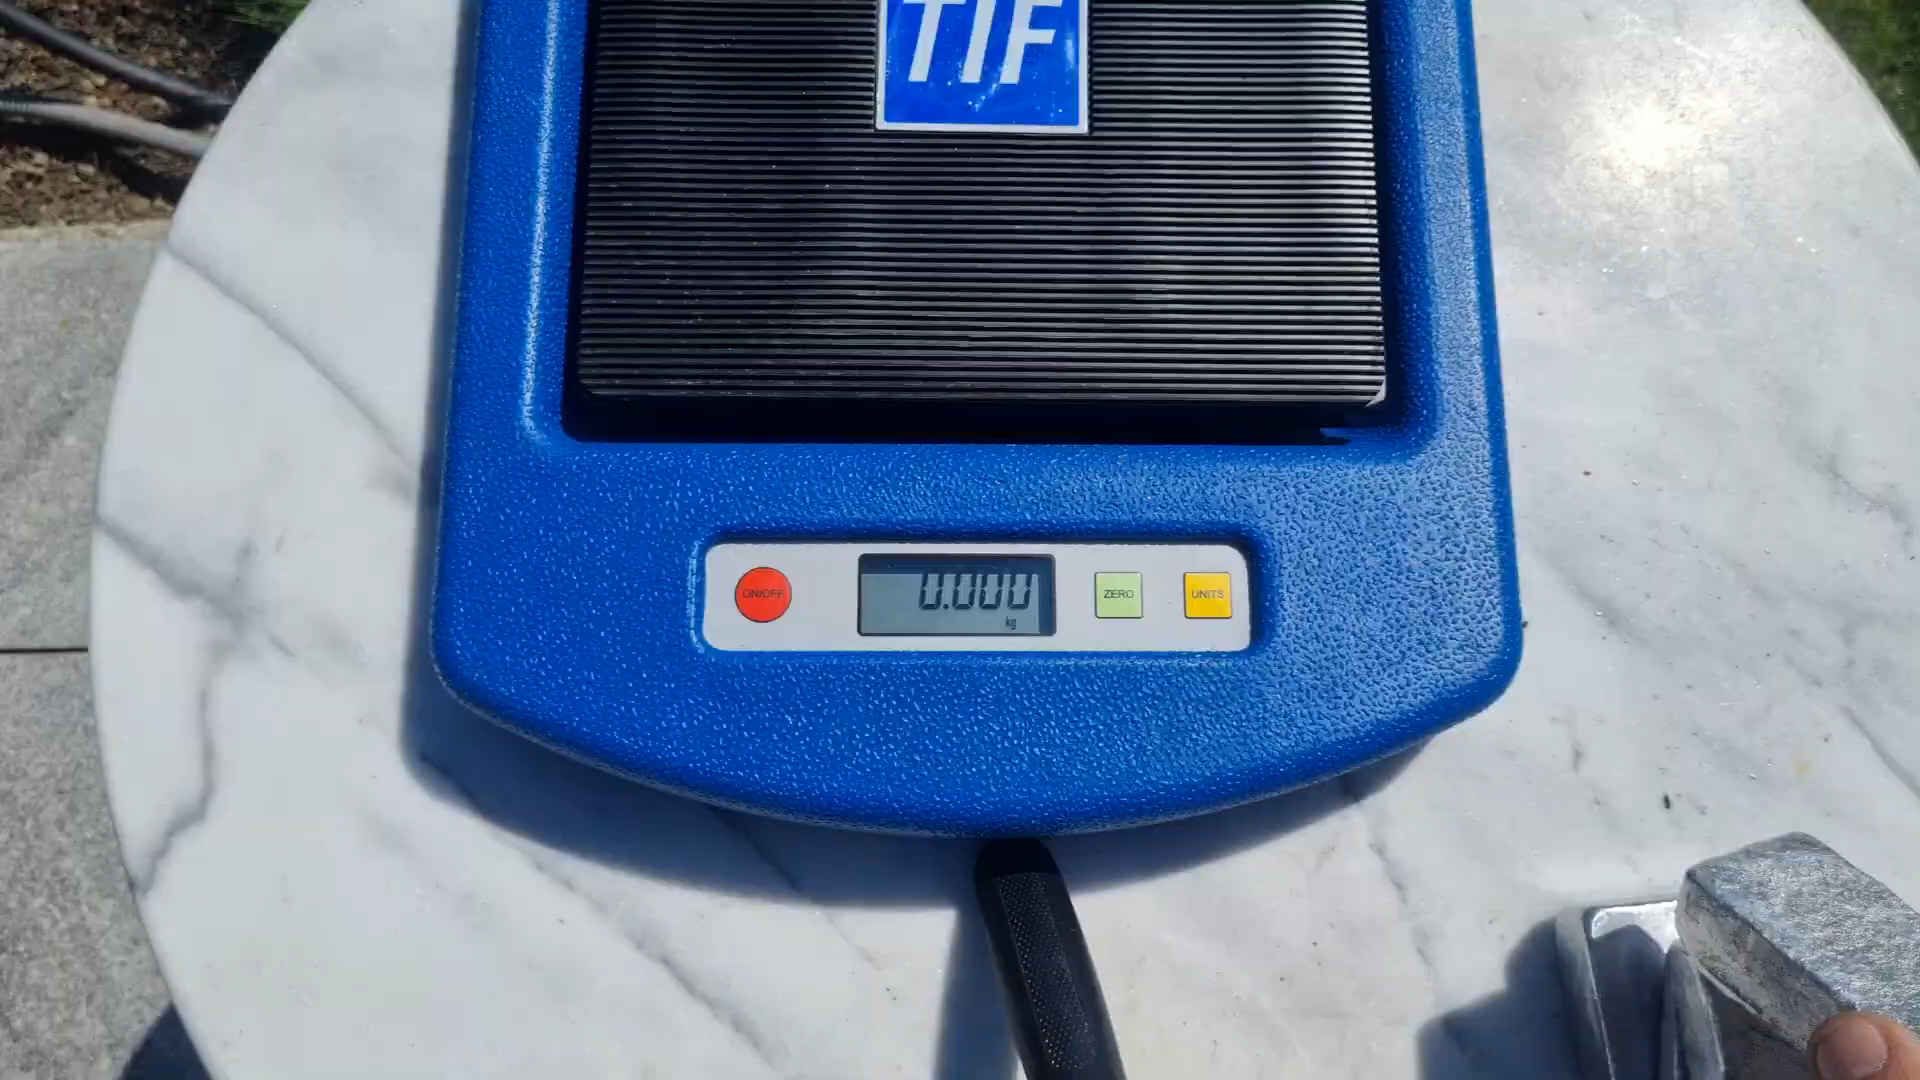 TIF
ON/OFF
0.000
kg
ZERO
UNITS